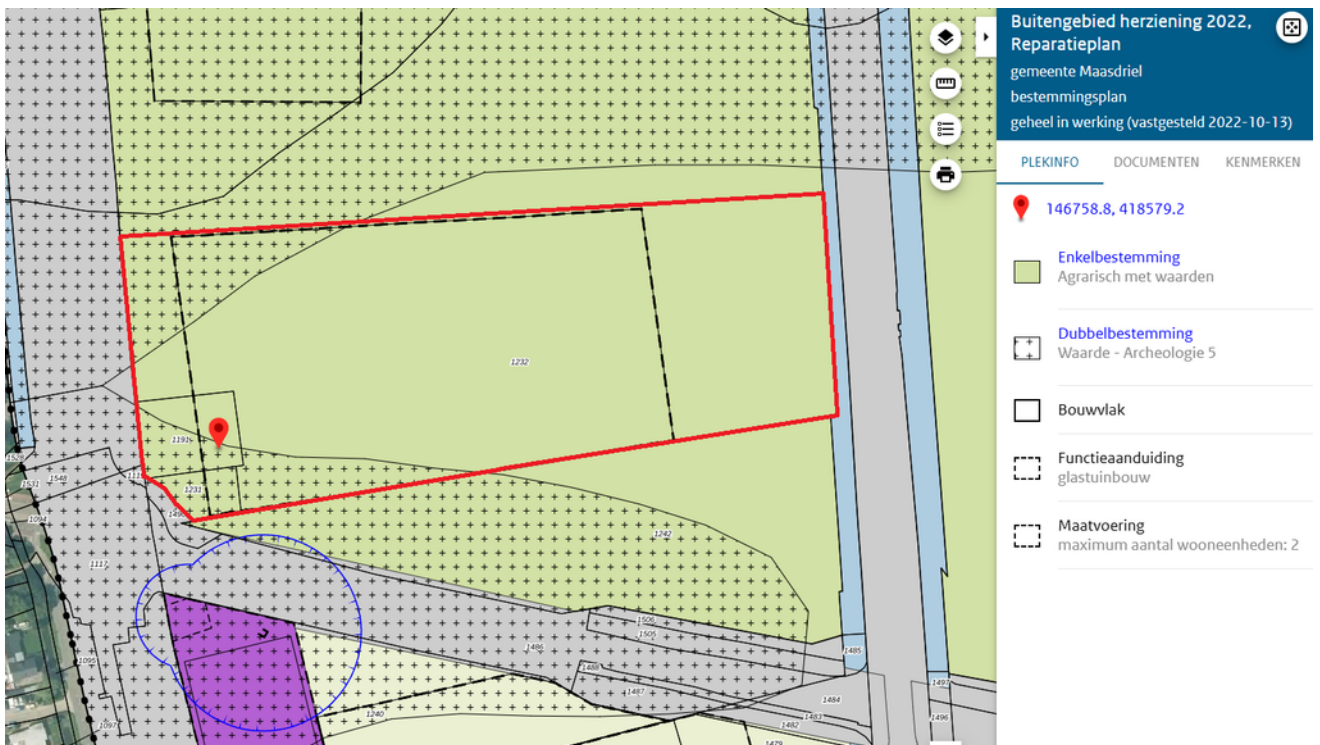 Buitengebied herziening 2022,
Reparatieplan
gemeente Maasdriel
bestemmingsplan
geheel in werking (vastgesteld 2022-10-13)
PLEKINFO DOCUMENTEN KENMERKEN
146758.8, 418579.2
Enkelbestemming
Agrarisch met waarden
Dubbelbestemming
Waarde - Archeologie 5
Bouwvlak
Functieaanduiding
glastuinbouw
Maatvoering
maximum aantal wooneenheden: 2
1232
1191
1231
1528
1531
1548
1094
1117
1242
1506
1505
1486
1485
1488
1487
1095
1097
1240
1484
1483
1482
1479
1497
1496